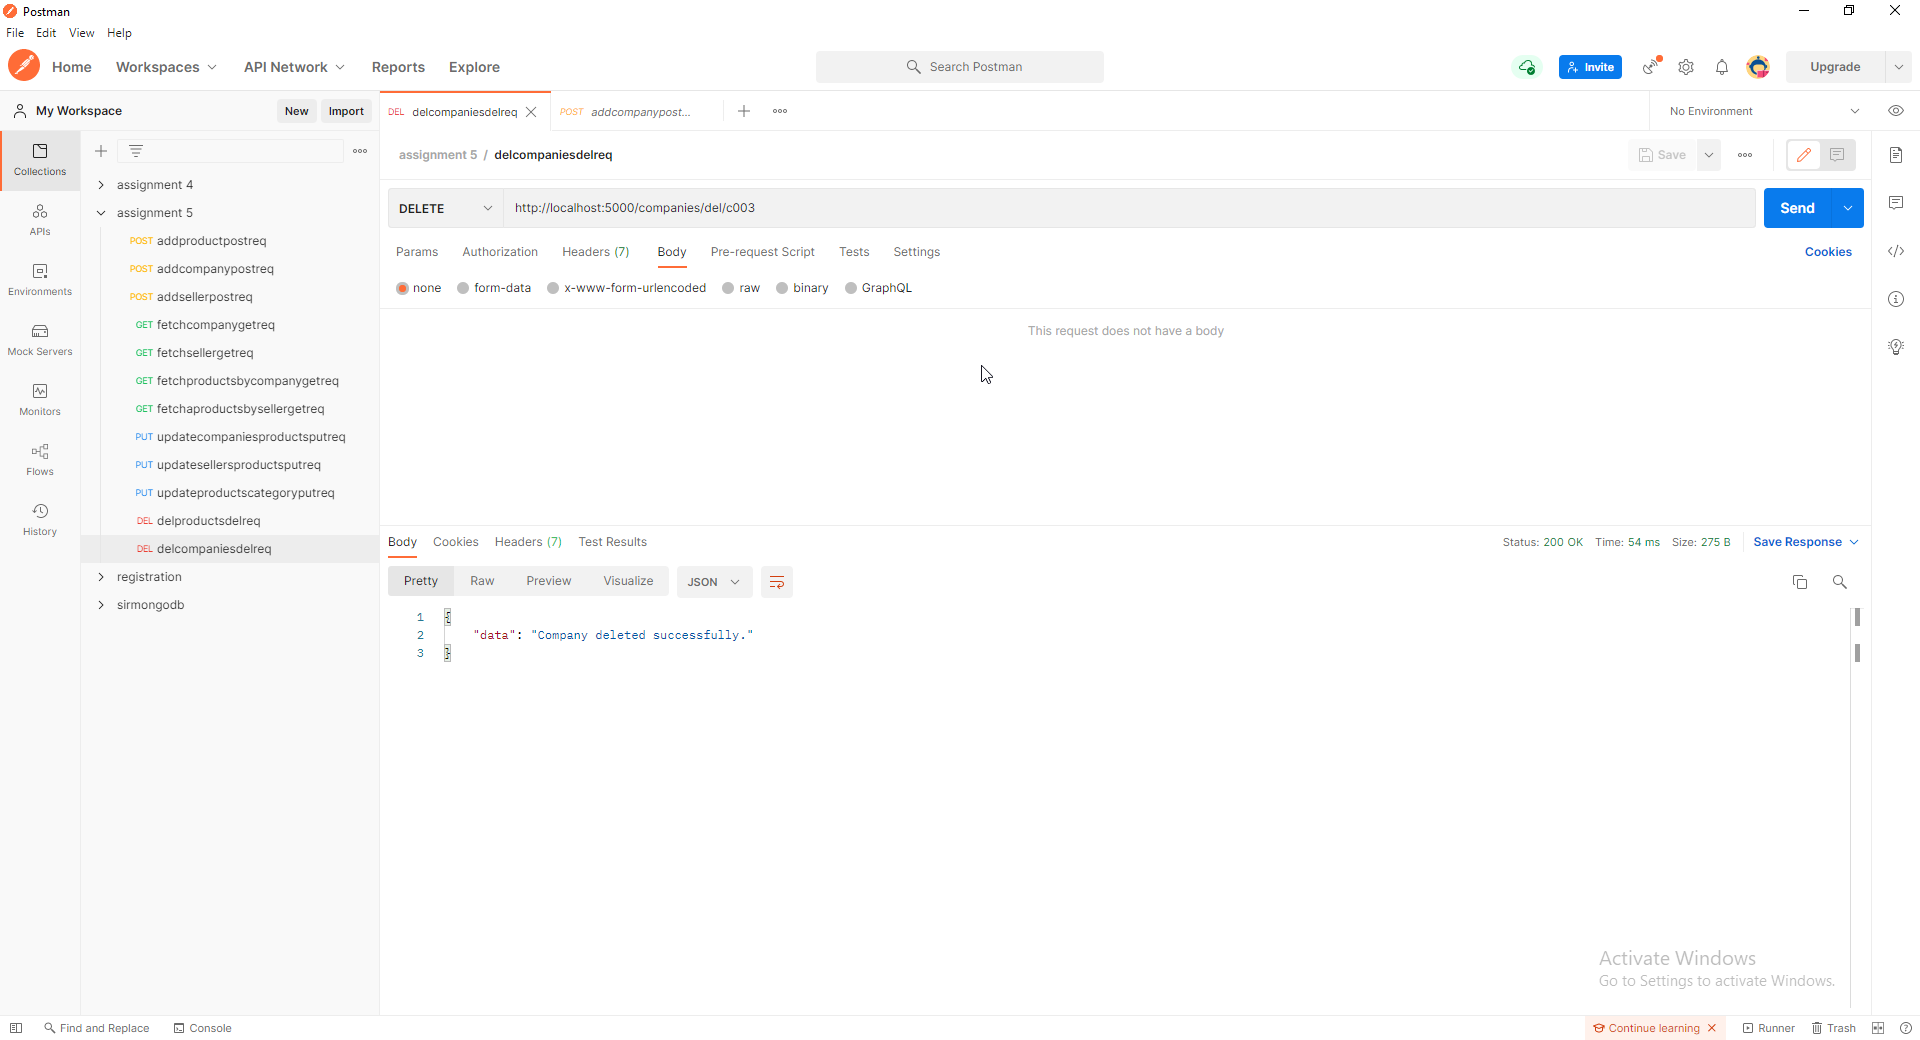 Postman
File Edit View Help
Home Workspaces API Network Reports Explore Search Postman Invite Upgrade
My Workspace New Import DEL delcompaniesdelreq POST addcompanypost... No Environment
Collections
APIs
Environments
Mock Servers
Monitors
Flows
History
assignment 4
assignment 5
POST addproductpostreq
POST addcompanypostreq
POST addsellerpostreq
GET fetchcompanygetreq
GET fetchsellergetreq
GET fetchproductsbycompanygetreq
GET fetchaproductsbysellergetreq
PUT updatecompaniesproductsputreq
PUT updatesellersproductsputreq
PUT updateproductscategoryputreq
DEL delproductsdelreq
DEL delcompaniesdelreq
registration
sirmongodb
assignment 5 / delcompaniesdelreq Save
DELETE http://localhost:5000/companies/del/c003 Send
Params Authorization Headers (7) Body Pre-request Script Tests Settings Cookies
none form-data x-www-form-urlencoded raw binary GraphQL
This request does not have a body
Body Cookies Headers (7) Test Results Status: 200 OK Time: 54 ms Size: 275 B Save Response
Pretty Raw Preview Visualize JSON
1 {
2 "data": "Company deleted successfully."
3 }
Activate Windows
Go to Settings to activate Windows.
Find and Replace Console Continue learning Runner Trash